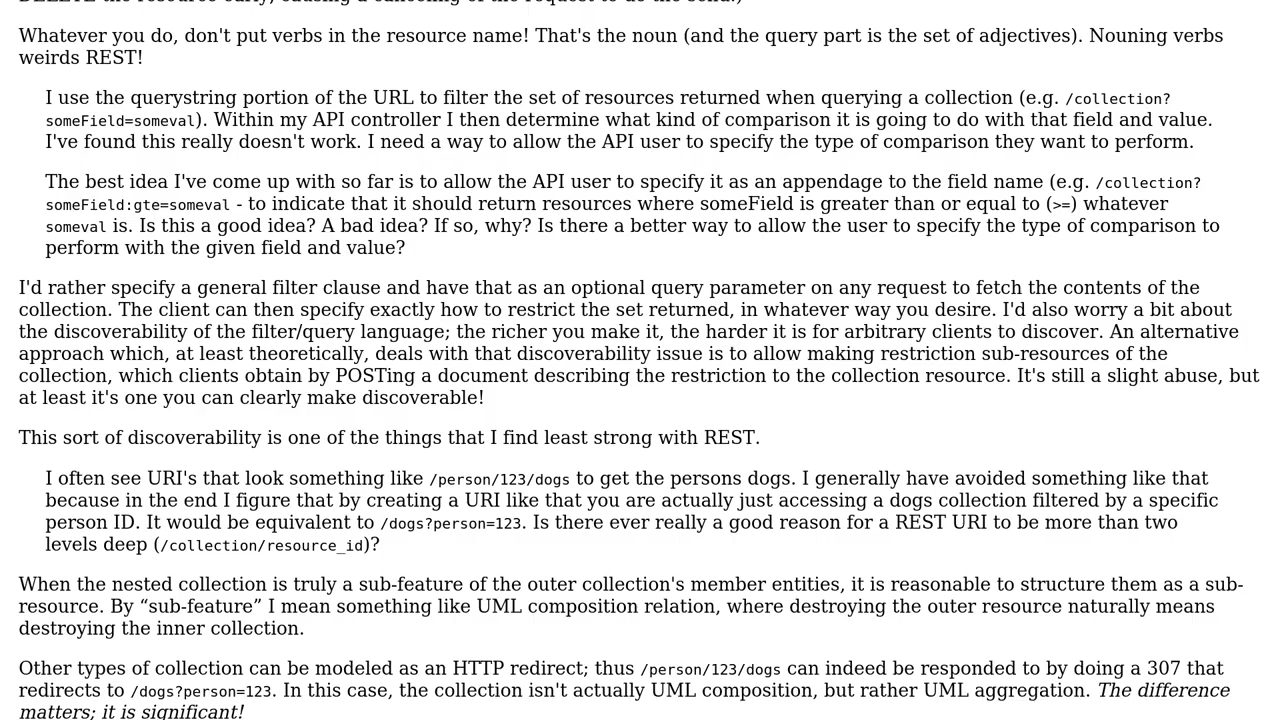 Whatever you do, don't put verbs in the resource name! That's the noun (and the query part is the set of adjectives). Nouning verbs
weirds REST!
I use the querystring portion of the URL to filter the set of resources returned when querying a collection (e.g. /collection?
someField=someval). Within my API controller I then determine what kind of comparison it is going to do with that field and value.
I've found this really doesn't work. I need a way to allow the API user to specify the type of comparison they want to perform.
The best idea I've come up with so far is to allow the API user to specify it as an appendage to the field name (e.g. /collection?
someField:gte=someval - to indicate that it should return resources where someField is greater than or equal to (>=) whatever
someval is. Is this a good idea? A bad idea? If so, why? Is there a better way to allow the user to specify the type of comparison to
perform with the given field and value?
I'd rather specify a general filter clause and have that as an optional query parameter on any request to fetch the contents of the
collection. The client can then specify exactly how to restrict the set returned, in whatever way you desire. I'd also worry a bit about
the discoverability of the filter/query language; the richer you make it, the harder it is for arbitrary clients to discover. An alternative
approach which, at least theoretically, deals with that discoverability issue is to allow making restriction sub-resources of the
collection, which clients obtain by POSTing a document describing the restriction to the collection resource. It's still a slight abuse, but
at least it's one you can clearly make discoverable!
This sort of discoverability is one of the things that I find least strong with REST.
I often see URI's that look something like /person/123/dogs to get the persons dogs. I generally have avoided something like that
because in the end I figure that by creating a URI like that you are actually just accessing a dogs collection filtered by a specific
person ID. It would be equivalent to /dogs?person=123. Is there ever really a good reason for a REST URI to be more than two
levels deep (/collection/resource_id)?
When the nested collection is truly a sub-feature of the outer collection's member entities, it is reasonable to structure them as a sub-
resource. By “sub-feature” I mean something like UML composition relation, where destroying the outer resource naturally means
destroying the inner collection.
Other types of collection can be modeled as an HTTP redirect; thus /person/123/dogs can indeed be responded to by doing a 307 that
redirects to /dogs?person=123. In this case, the collection isn't actually UML composition, but rather UML aggregation. The difference
matters; it is significant!